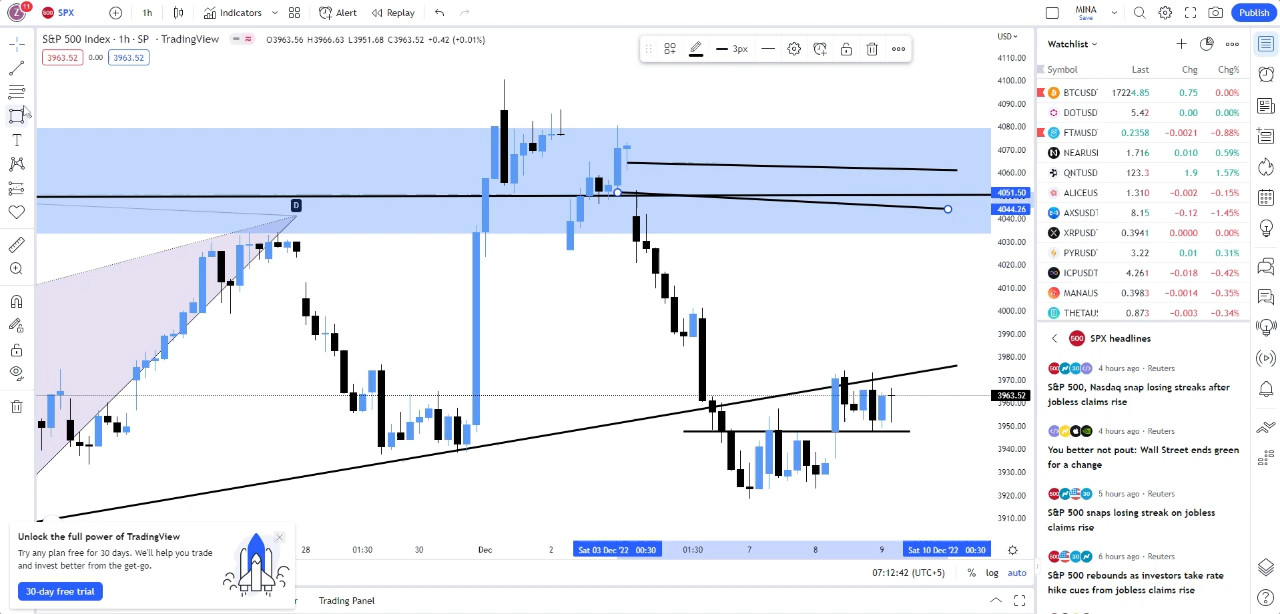 11
500 SPX
1h
Indicators
Alert
Replay
MINA
Save
Publish
S&P 500 Index · 1h · SP · TradingView
O3963.56 H3966.63 L3951.68 C3963.52 +0.42 (+0.01%)
3963.52 0.00 3963.52
3px
USD
4110.00
4100.00
4090.00
4080.00
4070.00
4060.00
4051.50
4044.26
4040.00
4030.00
4020.00
4010.00
4000.00
3990.00
3980.00
3970.00
3963.52
3960.00
3950.00
3940.00
3930.00
3920.00
3910.00
D
28 01:30 30 Dec 2 Sat 03 Dec '22 00:30 01:30 7 8 9 Sat 10 Dec '22 00:30
07:12:42 (UTC+5) % log auto
Trading Panel
Unlock the full power of TradingView
Try any plan free for 30 days. We'll help you trade
and invest better from the get-go.
30-day free trial
Watchlist
Symbol Last Chg Chg%
BTCUSD 17224.85 0.75 0.00%
DOTUSD 5.42 0.00 0.00%
FTMUSD 0.2358 −0.0021 −0.88%
NEARUSI 1.716 0.010 0.59%
QNTUSD 123.3 1.9 1.57%
ALICEUS 1.310 −0.002 −0.15%
AXSUSDT 8.15 −0.12 −1.45%
XRPUSD 0.3941 0.0000 0.00%
PYRUSD 3.22 0.01 0.31%
ICPUSDT 4.261 −0.018 −0.42%
MANAUS 0.3983 −0.0014 −0.35%
THETAU 0.873 −0.003 −0.34%
500 SPX headlines
4 hours ago · Reuters
S&P 500, Nasdaq snap losing streaks after
jobless claims rise
4 hours ago · Reuters
You better not pout: Wall Street ends green
for a change
5 hours ago · Reuters
S&P 500 snaps losing streak on jobless
claims rise
6 hours ago · Reuters
S&P 500 rebounds as investors take rate
hike cues from jobless claims rise